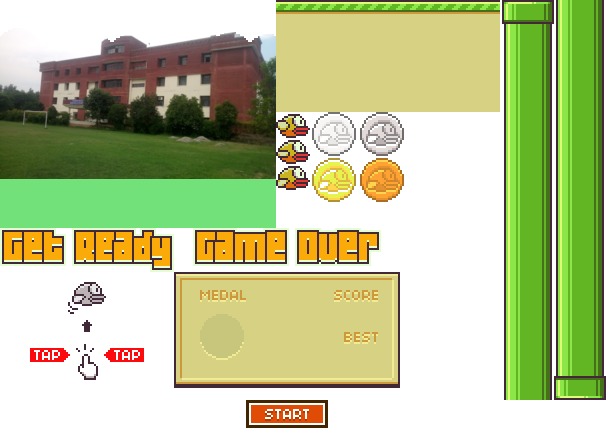 Get Ready Game Over
MEDAL SCORE
BEST
TAP TAP
START